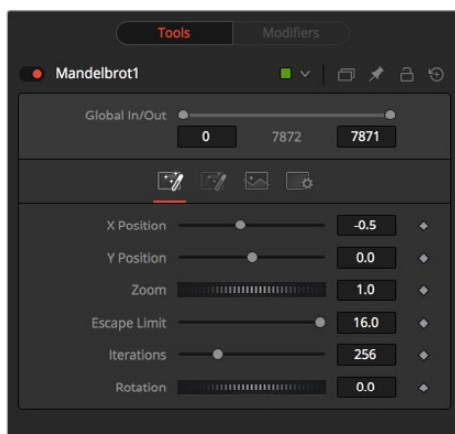 Tools Modifiers
Mandelbrot1
Global In/Out
0 7872 7871
X Position -0.5
Y Position 0.0
Zoom 1.0
Escape Limit 16.0
Iterations 256
Rotation 0.0